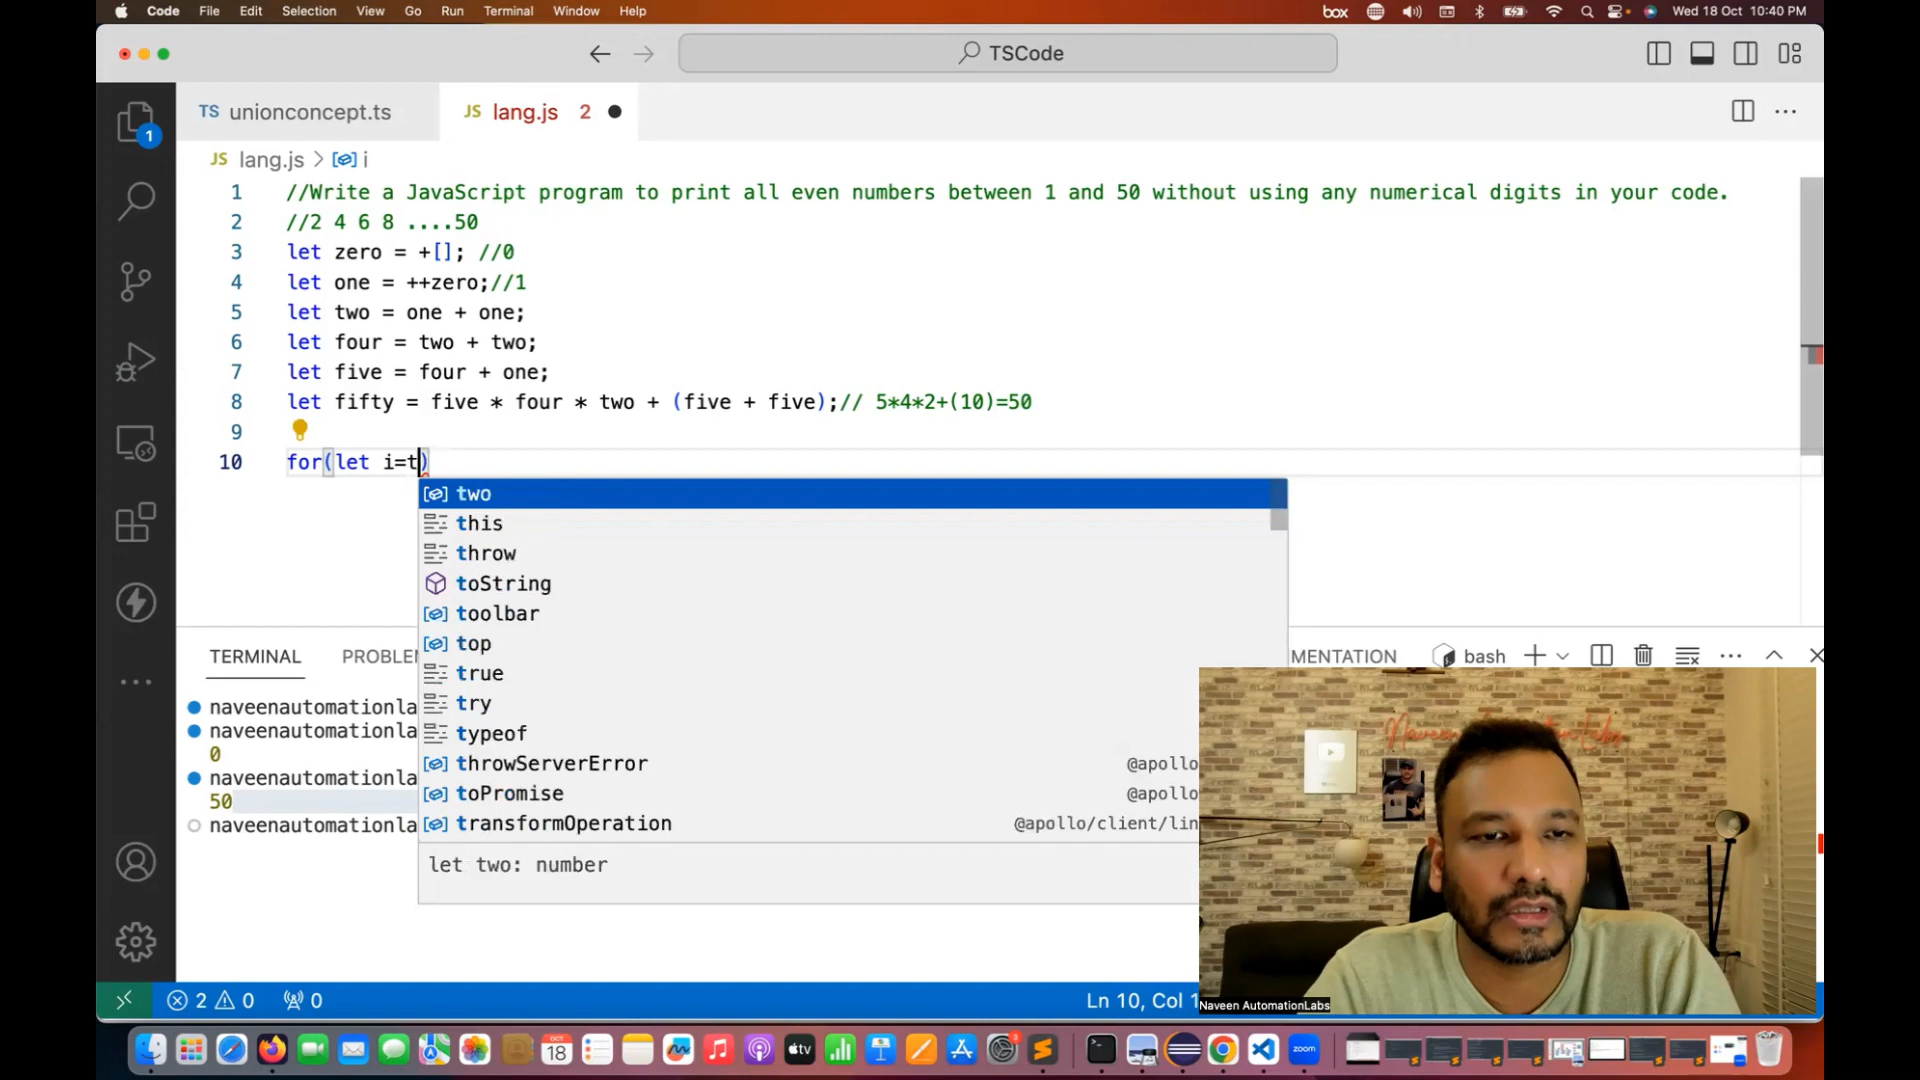 Code File Edit Selection View Go Run Terminal Window Help
box Wed 18 Oct 10:40 PM
TSCode
TS unionconcept.ts
JS lang.js 2
JS lang.js > i
1 //Write a JavaScript program to print all even numbers between 1 and 50 without using any numerical digits in your code.
2 //2 4 6 8 ....50
3 let zero = +[]; //0
4 let one = ++zero;//1
5 let two = one + one;
6 let four = two + two;
7 let five = four + one;
8 let fifty = five * four * two + (five + five);// 5*4*2+(10)=50
9
10 for(let i=t)
two
this
throw
toString
toolbar
top
true
try
typeof
throwServerError @apollo
toPromise @apollo
transformOperation @apollo/client/lin
let two: number
TERMINAL PROBLEM MENTATION bash
naveenautomationla
naveenautomationla
0
naveenautomationla
50
naveenautomationla
1
Naveen AutomationLabs
2 0 0 Ln 10, Col 1
OCT
18
tv
zoom